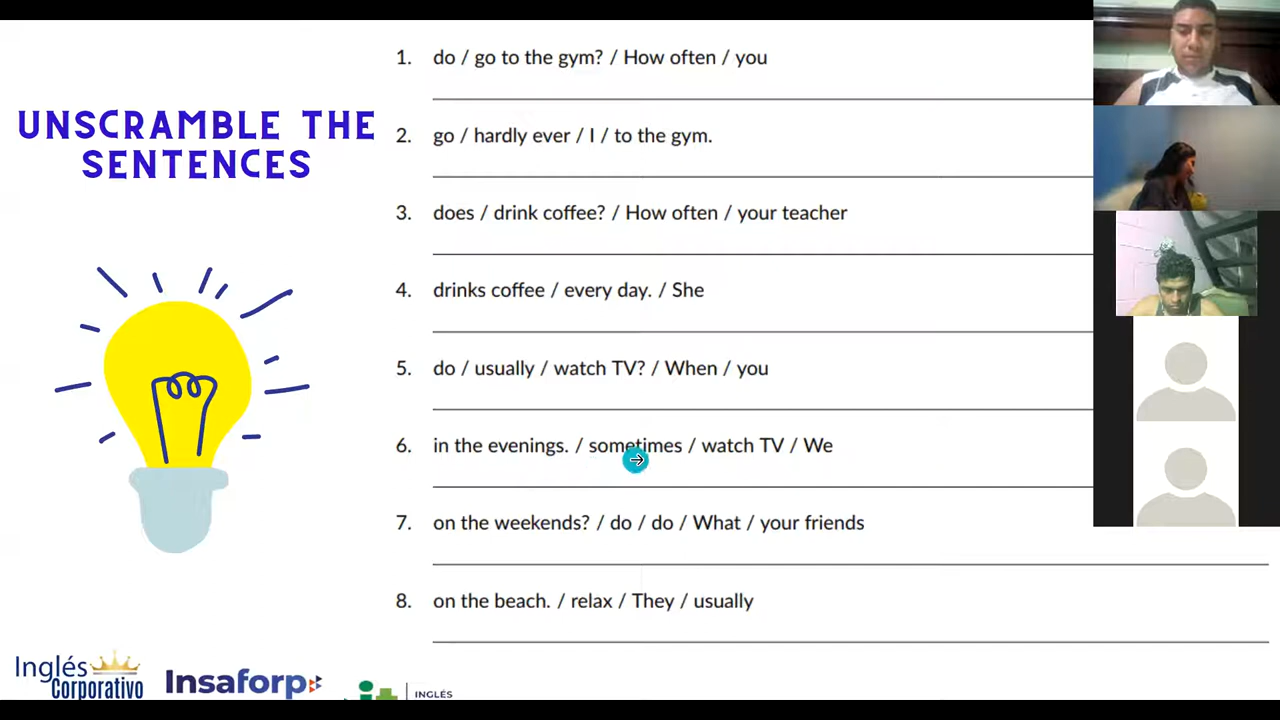 UNSCRAMBLE THE
SENTENCES
1. do / go to the gym? / How often / you
2. go / hardly ever / I / to the gym.
3. does / drink coffee? / How often / your teacher
4. drinks coffee / every day. / She
5. do / usually / watch TV? / When / you
6. in the evenings. / sometimes / watch TV / We
7. on the weekends? / do / do / What / your friends
8. on the beach. / relax / They / usually
Inglés
Corporativo
Insaforp
INGLÉS